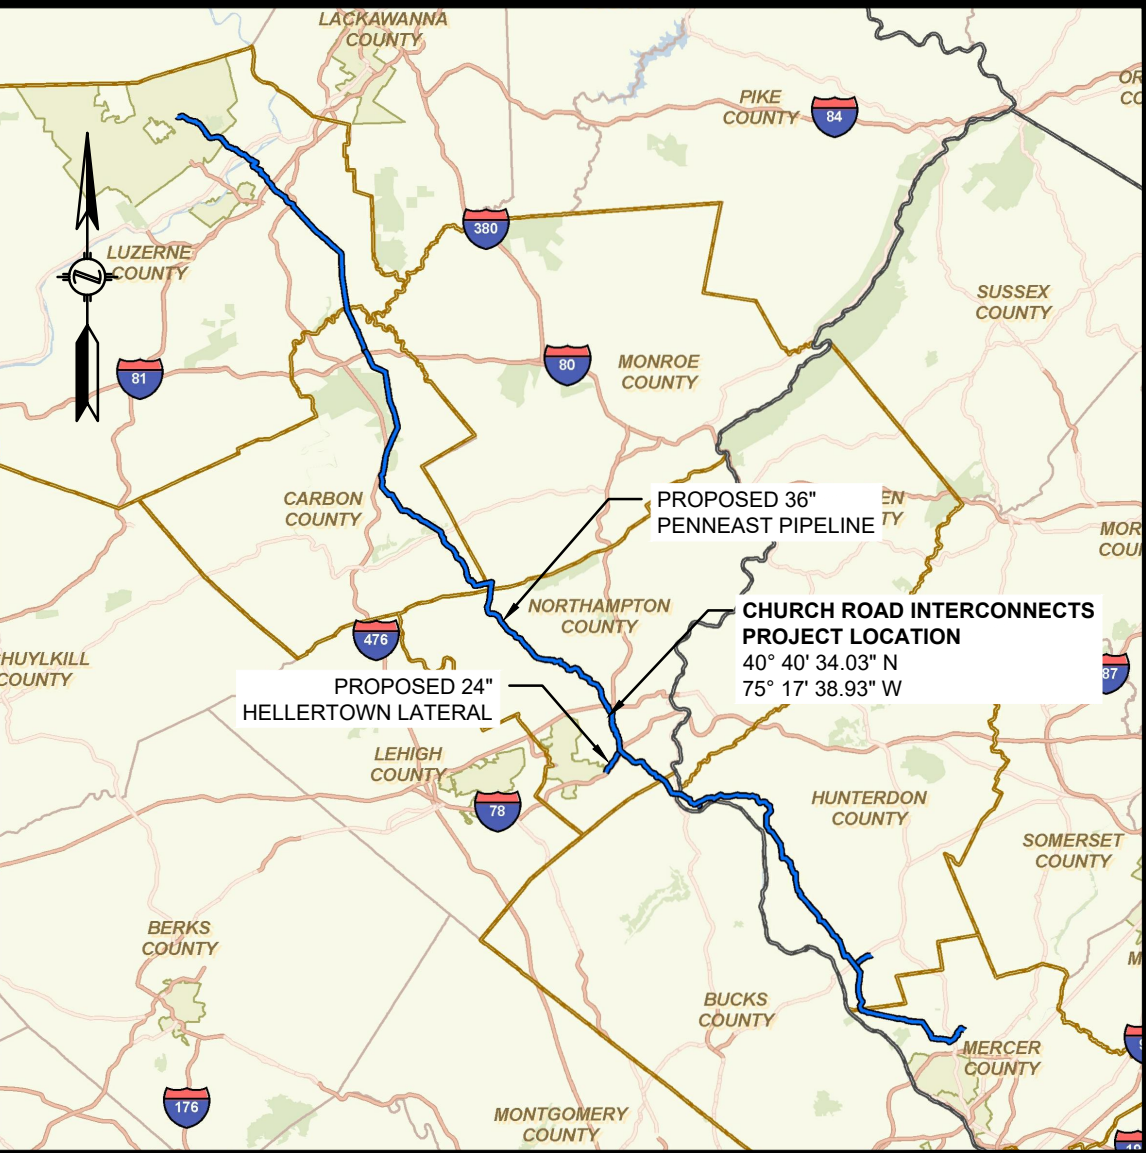 LACKAWANNA
COUNTY
PIKE
COUNTY
84
380
LUZERNE
COUNTY
SUSSEX
COUNTY
81
80
MONROE
COUNTY
CARBON
COUNTY
PROPOSED 36"
PENNEAST PIPELINE
NORTHAMPTON
COUNTY
CHURCH ROAD INTERCONNECTS
PROJECT LOCATION
40° 40' 34.03" N
75° 17' 38.93" W
476
HUYLKILL
COUNTY
87
PROPOSED 24"
HELLERTOWN LATERAL
LEHIGH
COUNTY
78
HUNTERDON
COUNTY
SOMERSET
COUNTY
BERKS
COUNTY
BUCKS
COUNTY
MERCER
COUNTY
176
MONTGOMERY
COUNTY